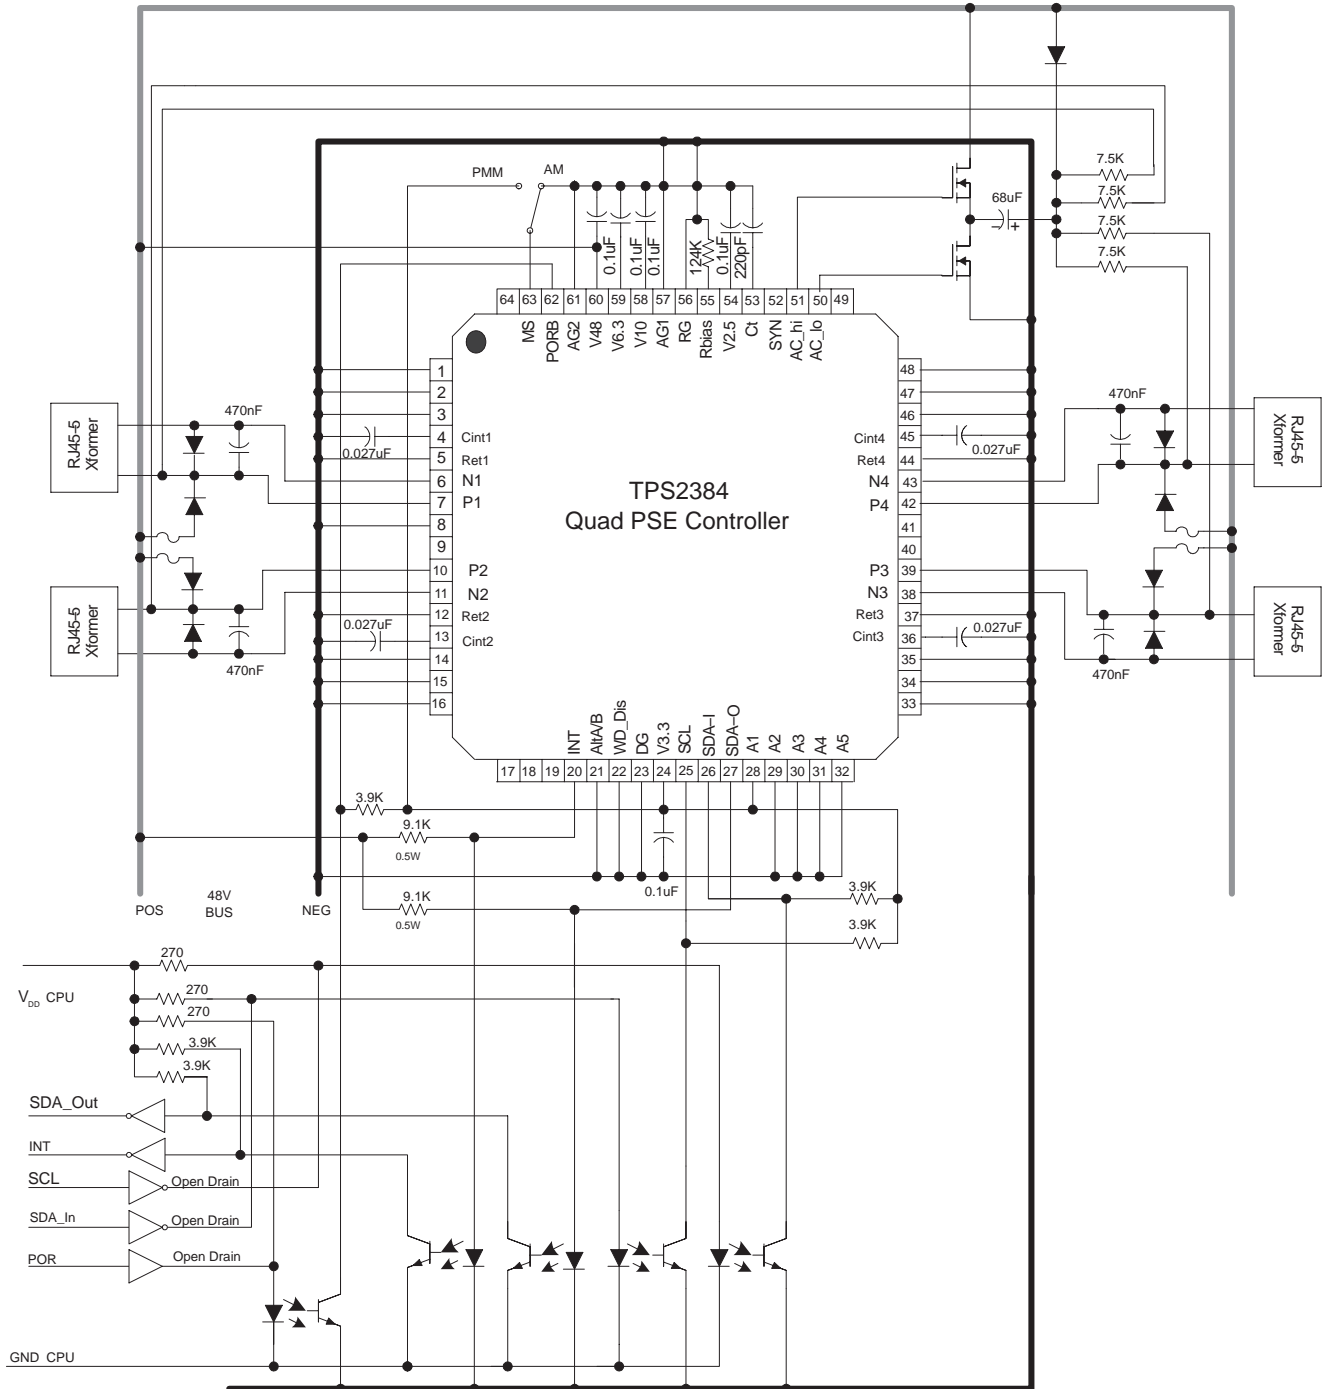 PMM
AM
7.5K
7.5K
7.5K
7.5K
68uF
+
0.1uF
0.1uF
0.1uF
124K
0.1uF
220pF
64 63 62 61 60 59 58 57 56 55 54 53 52 51 50 49
MS
PORB
AG2
V48
V6.3
V10
AG1
RG
Rbias
V2.5
Ct
SYN
AC_hi
AC_lo
1
2
3
4
5
6
7
8
9
10
11
12
13
14
15
16
Cint1
Ret1
N1
P1
P2
N2
Ret2
Cint2
TPS2384
Quad PSE Controller
Cint4
Ret4
N4
P4
P3
N3
Ret3
Cint3
48
47
46
45
44
43
42
41
40
39
38
37
36
35
34
33
RJ45-5
Xformer
470nF
0.027uF
RJ45-5
Xformer
470nF
0.027uF
470nF
0.027uF
RJ45-5
Xformer
0.027uF
470nF
RJ45-5
Xformer
INT
AltA/B
WD_Dis
DG
V3.3
SCL
SDA–I
SDA–O
A1
A2
A3
A4
A5
17 18 19 20 21 22 23 24 25 26 27 28 29 30 31 32
3.9K
9.1K
0.5W
9.1K
0.5W
0.1uF
3.9K
3.9K
POS
48V
BUS
NEG
270
V_DD CPU
270
270
3.9K
3.9K
SDA_Out
INT
SCL
Open Drain
SDA_In
Open Drain
POR
Open Drain
GND CPU